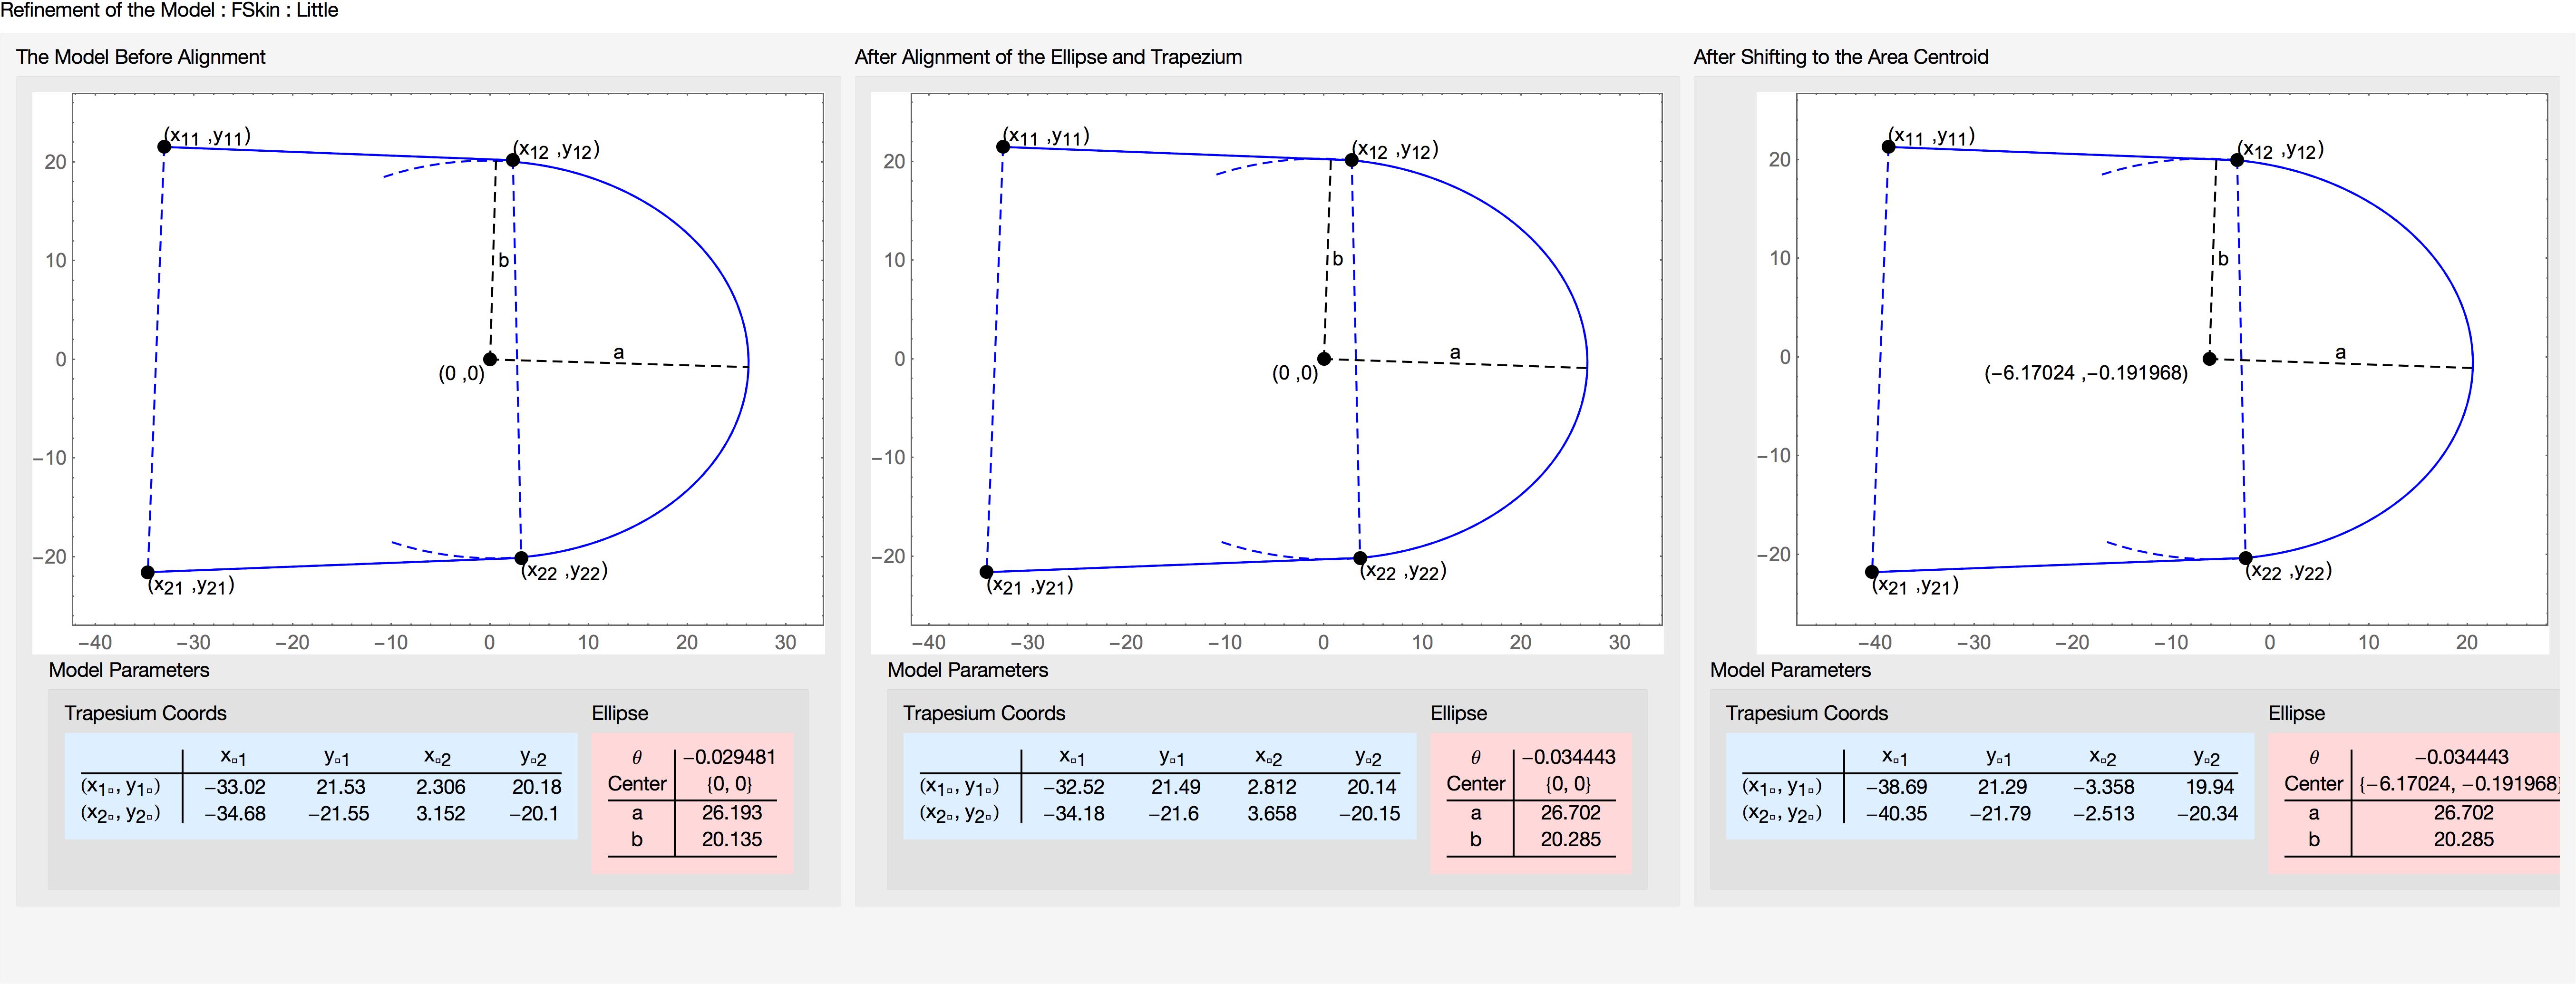 Refinement of the Model : FSkin : Little
The Model Before Alignment
(x11 ,y11)
(x12 ,y12)
20
10
b
0
a
(0 ,0)
−10
−20
(x21 ,y21)
(x22 ,y22)
−40 −30 −20 −10 0 10 20 30
Model Parameters
Trapesium Coords
x▫1 y▫1 x▫2 y▫2
(x1▫, y1▫) −33.02 21.53 2.306 20.18
(x2▫, y2▫) −34.68 −21.55 3.152 −20.1
Ellipse
θ −0.029481
Center {0, 0}
a 26.193
b 20.135
After Alignment of the Ellipse and Trapezium
(x11 ,y11)
(x12 ,y12)
20
10
b
0
a
(0 ,0)
−10
−20
(x21 ,y21)
(x22 ,y22)
−40 −30 −20 −10 0 10 20 30
Model Parameters
Trapesium Coords
x▫1 y▫1 x▫2 y▫2
(x1▫, y1▫) −32.52 21.49 2.812 20.14
(x2▫, y2▫) −34.18 −21.6 3.658 −20.15
Ellipse
θ −0.034443
Center {0, 0}
a 26.702
b 20.285
After Shifting to the Area Centroid
(x11 ,y11)
(x12 ,y12)
20
10
b
0
a
(−6.17024 ,−0.191968)
−10
−20
(x21 ,y21)
(x22 ,y22)
−40 −30 −20 −10 0 10 20
Model Parameters
Trapesium Coords
x▫1 y▫1 x▫2 y▫2
(x1▫, y1▫) −38.69 21.29 −3.358 19.94
(x2▫, y2▫) −40.35 −21.79 −2.513 −20.34
Ellipse
θ −0.034443
Center {−6.17024, −0.191968}
a 26.702
b 20.285